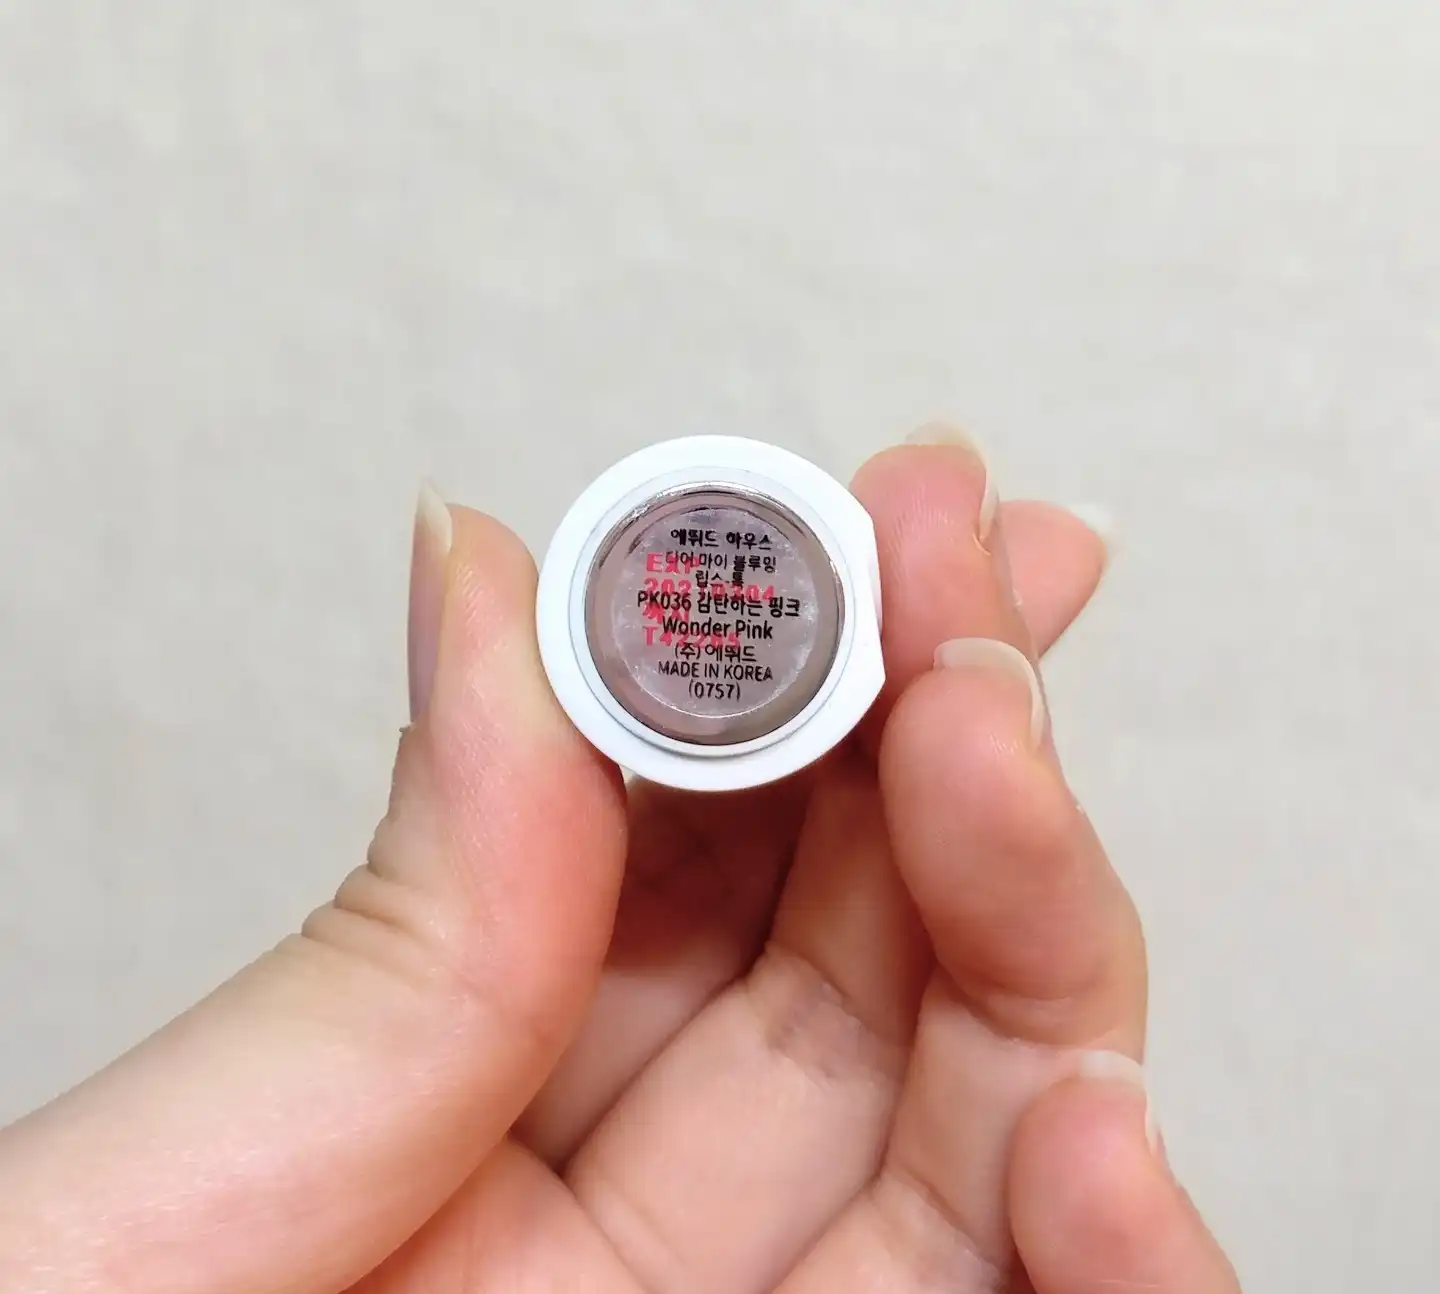 에뛰드 하우스
EXP
디어 마이 블루밍
립스-톡
PK036 감탄하는 핑크
Wonder Pink
(주)에뛰드
MADE IN KOREA
(0757)